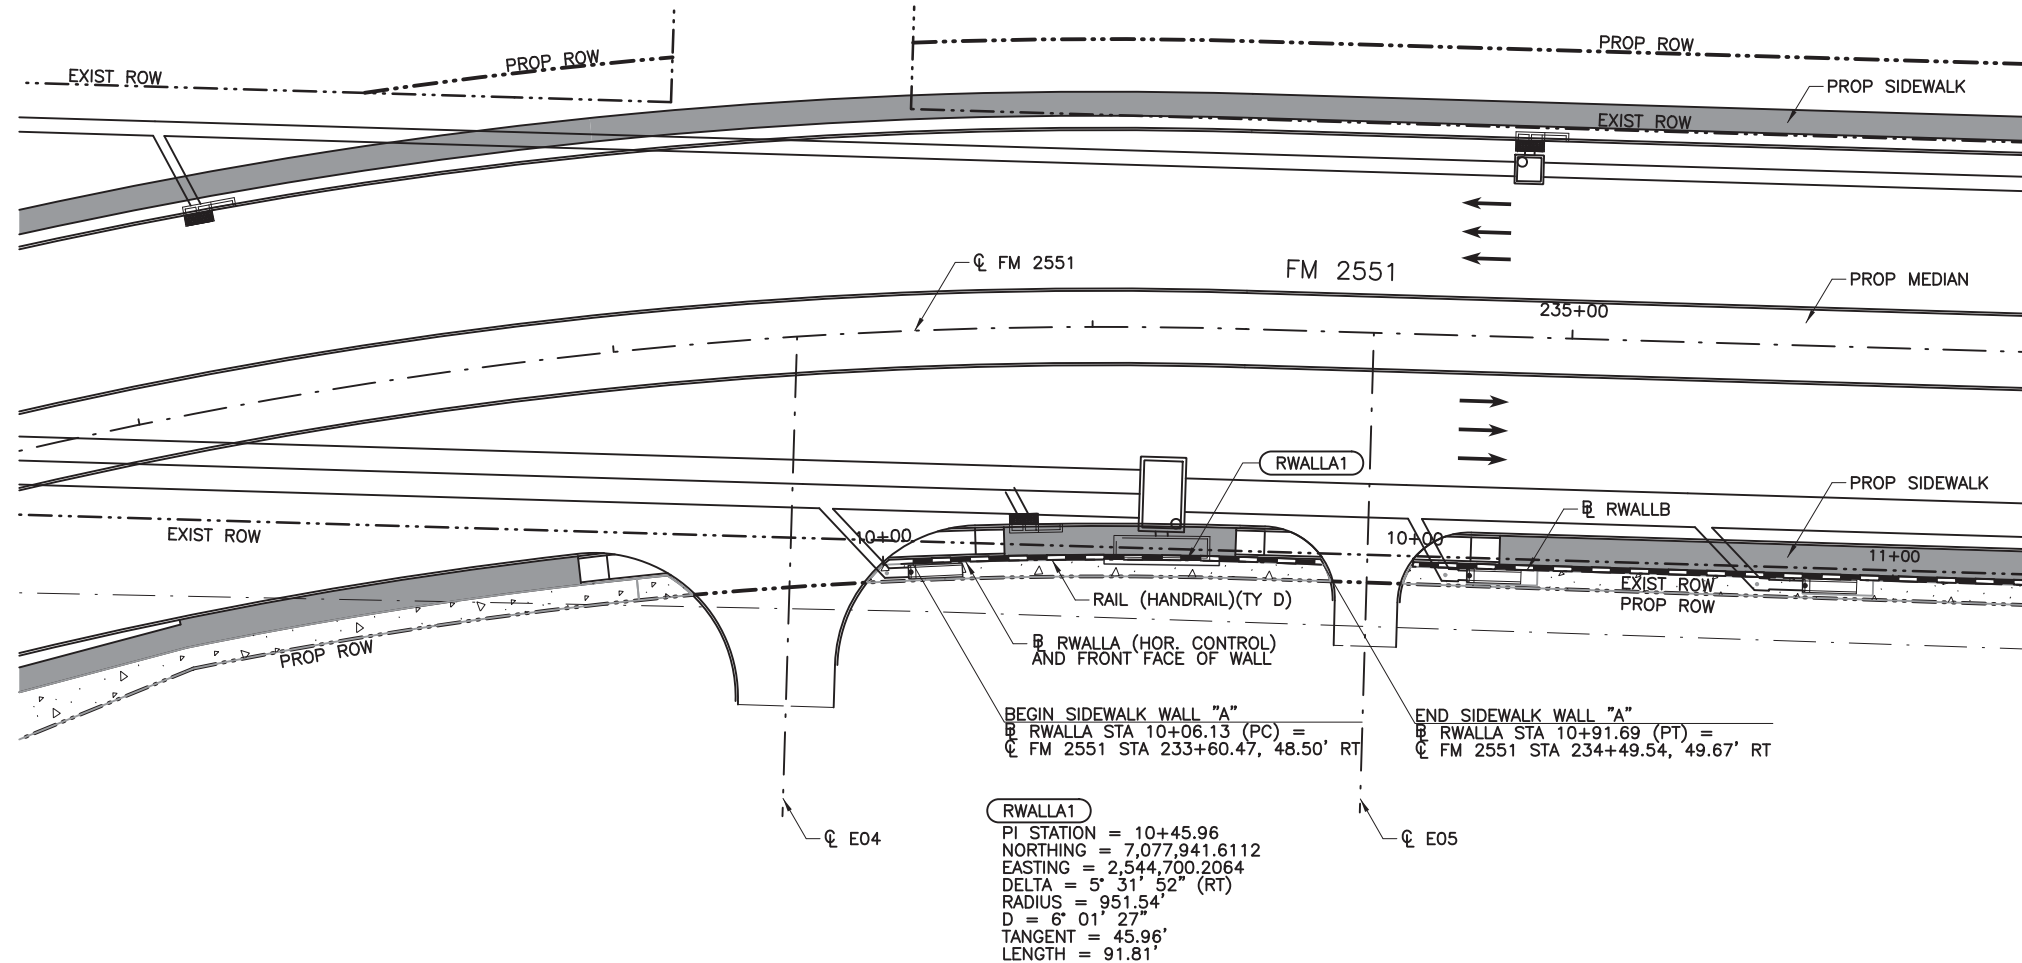 PROP ROW
PROP ROW
EXIST ROW
PROP SIDEWALK
EXIST ROW
℄ FM 2551
FM 2551
PROP MEDIAN
235+00
RWALLA1
PROP SIDEWALK
BL RWALLB
EXIST ROW
10+00
10+00
11+00
EXIST ROW
PROP ROW
RAIL (HANDRAIL)(TY D)
PROP ROW
BL RWALLA (HOR. CONTROL)
AND FRONT FACE OF WALL
BEGIN SIDEWALK WALL "A"
BL RWALLA STA 10+06.13 (PC) =
℄ FM 2551 STA 233+60.47, 48.50' RT
END SIDEWALK WALL "A"
BL RWALLA STA 10+91.69 (PT) =
℄ FM 2551 STA 234+49.54, 49.67' RT
℄ E04
℄ E05
RWALLA1
PI STATION = 10+45.96
NORTHING = 7,077,941.6112
EASTING = 2,544,700.2064
DELTA = 5° 31' 52" (RT)
RADIUS = 951.54'
D = 6° 01' 27"
TANGENT = 45.96'
LENGTH = 91.81'